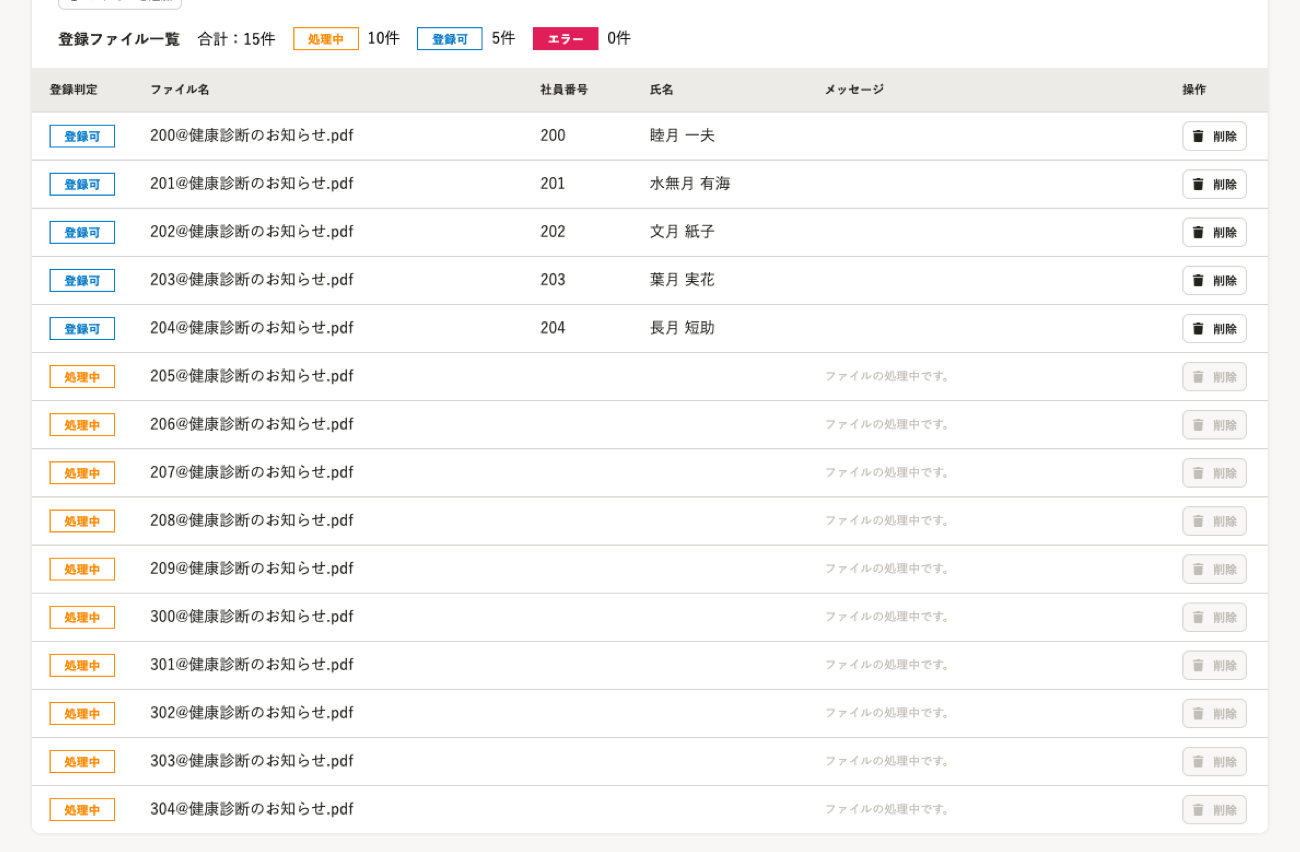 登録ファイル一覧 合計：15件 処理中 10件 登録可 5件 エラー 0件
登録判定 ファイル名 社員番号 氏名 メッセージ 操作
登録可 200@健康診断のお知らせ.pdf 200 睦月 一夫 削除
登録可 201@健康診断のお知らせ.pdf 201 水無月 有海 削除
登録可 202@健康診断のお知らせ.pdf 202 文月 紙子 削除
登録可 203@健康診断のお知らせ.pdf 203 葉月 実花 削除
登録可 204@健康診断のお知らせ.pdf 204 長月 短助 削除
処理中 205@健康診断のお知らせ.pdf ファイルの処理中です。 削除
処理中 206@健康診断のお知らせ.pdf ファイルの処理中です。 削除
処理中 207@健康診断のお知らせ.pdf ファイルの処理中です。 削除
処理中 208@健康診断のお知らせ.pdf ファイルの処理中です。 削除
処理中 209@健康診断のお知らせ.pdf ファイルの処理中です。 削除
処理中 300@健康診断のお知らせ.pdf ファイルの処理中です。 削除
処理中 301@健康診断のお知らせ.pdf ファイルの処理中です。 削除
処理中 302@健康診断のお知らせ.pdf ファイルの処理中です。 削除
処理中 303@健康診断のお知らせ.pdf ファイルの処理中です。 削除
処理中 304@健康診断のお知らせ.pdf ファイルの処理中です。 削除